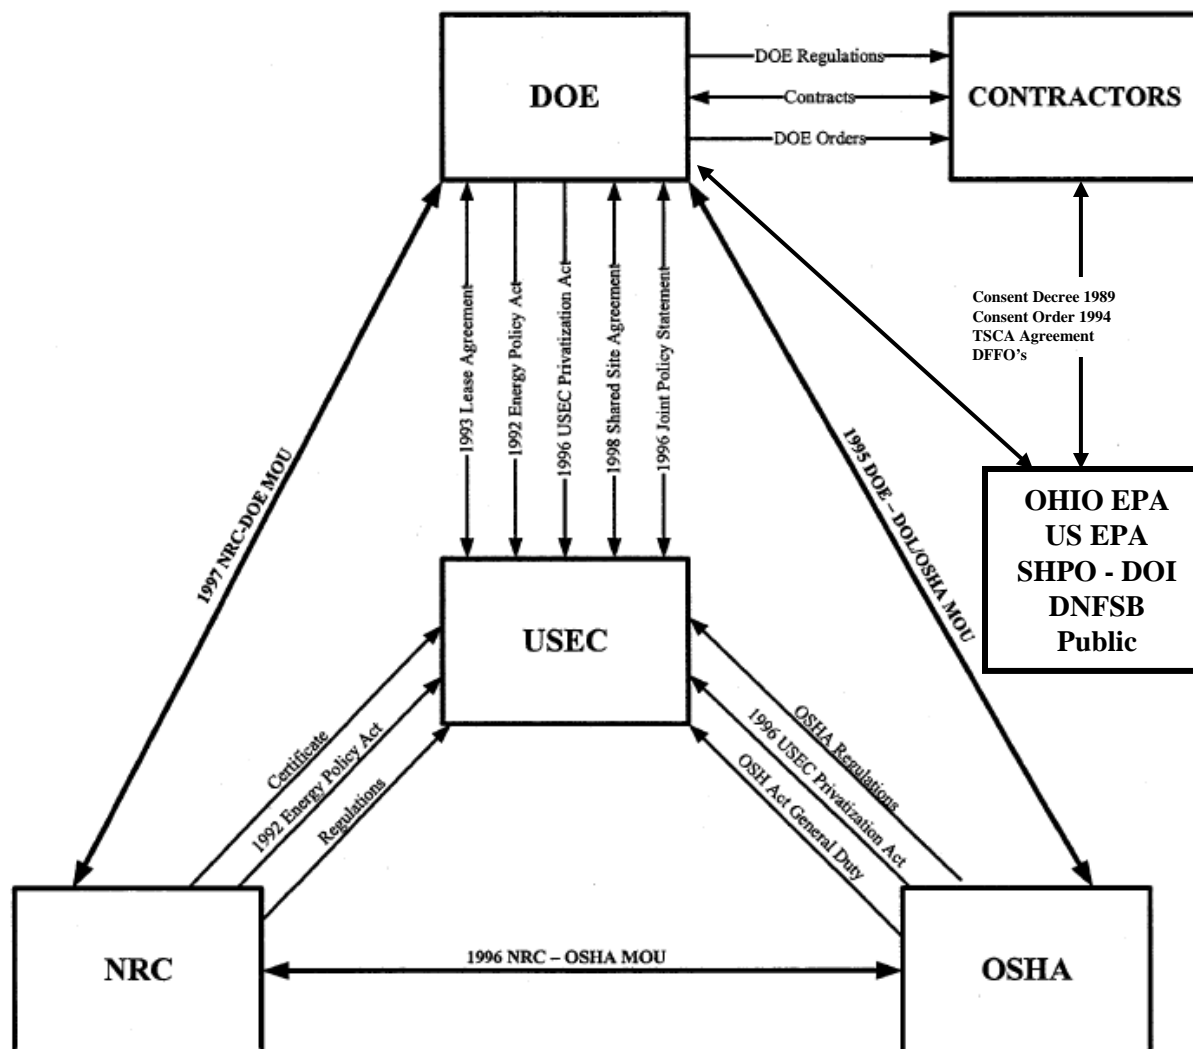 DOE
DOE Regulations
Contracts
DOE Orders
CONTRACTORS
1993 Lease Agreement
1992 Energy Policy Act
1996 USEC Privatization Act
1998 Shared Site Agreement
1996 Joint Policy Statement
Consent Decree 1989
Consent Order 1994
TSCA Agreement
DFFO’s
1997 NRC-DOE MOU
1995 DOE – DOL/OSHA MOU
OHIO EPA
US EPA
SHPO - DOI
DNFSB
Public
USEC
Certificate
1992 Energy Policy Act
Regulations
OSHA Regulations
1996 USEC Privatization Act
OSH Act General Duty
NRC
1996 NRC – OSHA MOU
OSHA